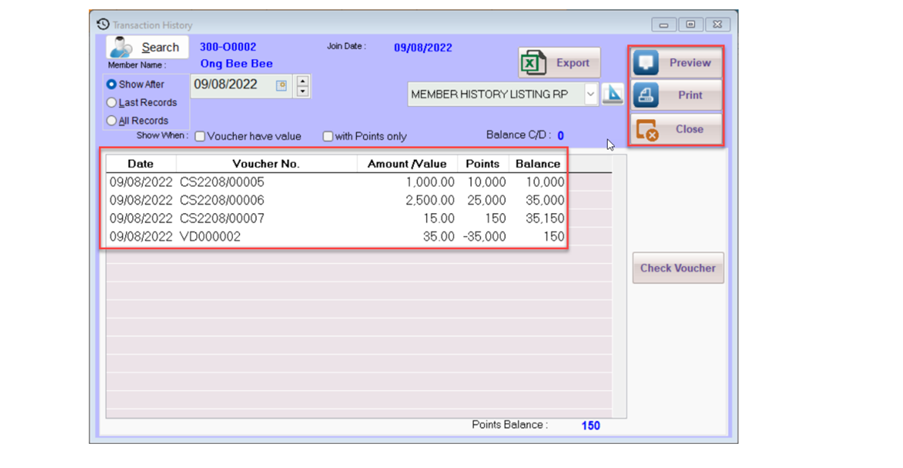 Transaction History
Search 300-O0002 Join Date : 09/08/2022
Member Name : Ong Bee Bee
Export
Preview
Show After 09/08/2022
Last Records
MEMBER HISTORY LISTING RP
Print
All Records
Show When : Voucher have value with Points only Balance C/D : 0
Close
Date Voucher No. Amount /Value Points Balance
09/08/2022 CS2208/00005 1,000.00 10,000 10,000
09/08/2022 CS2208/00006 2,500.00 25,000 35,000
09/08/2022 CS2208/00007 15.00 150 35,150
09/08/2022 VD000002 35.00 -35,000 150
Check Voucher
Points Balance : 150